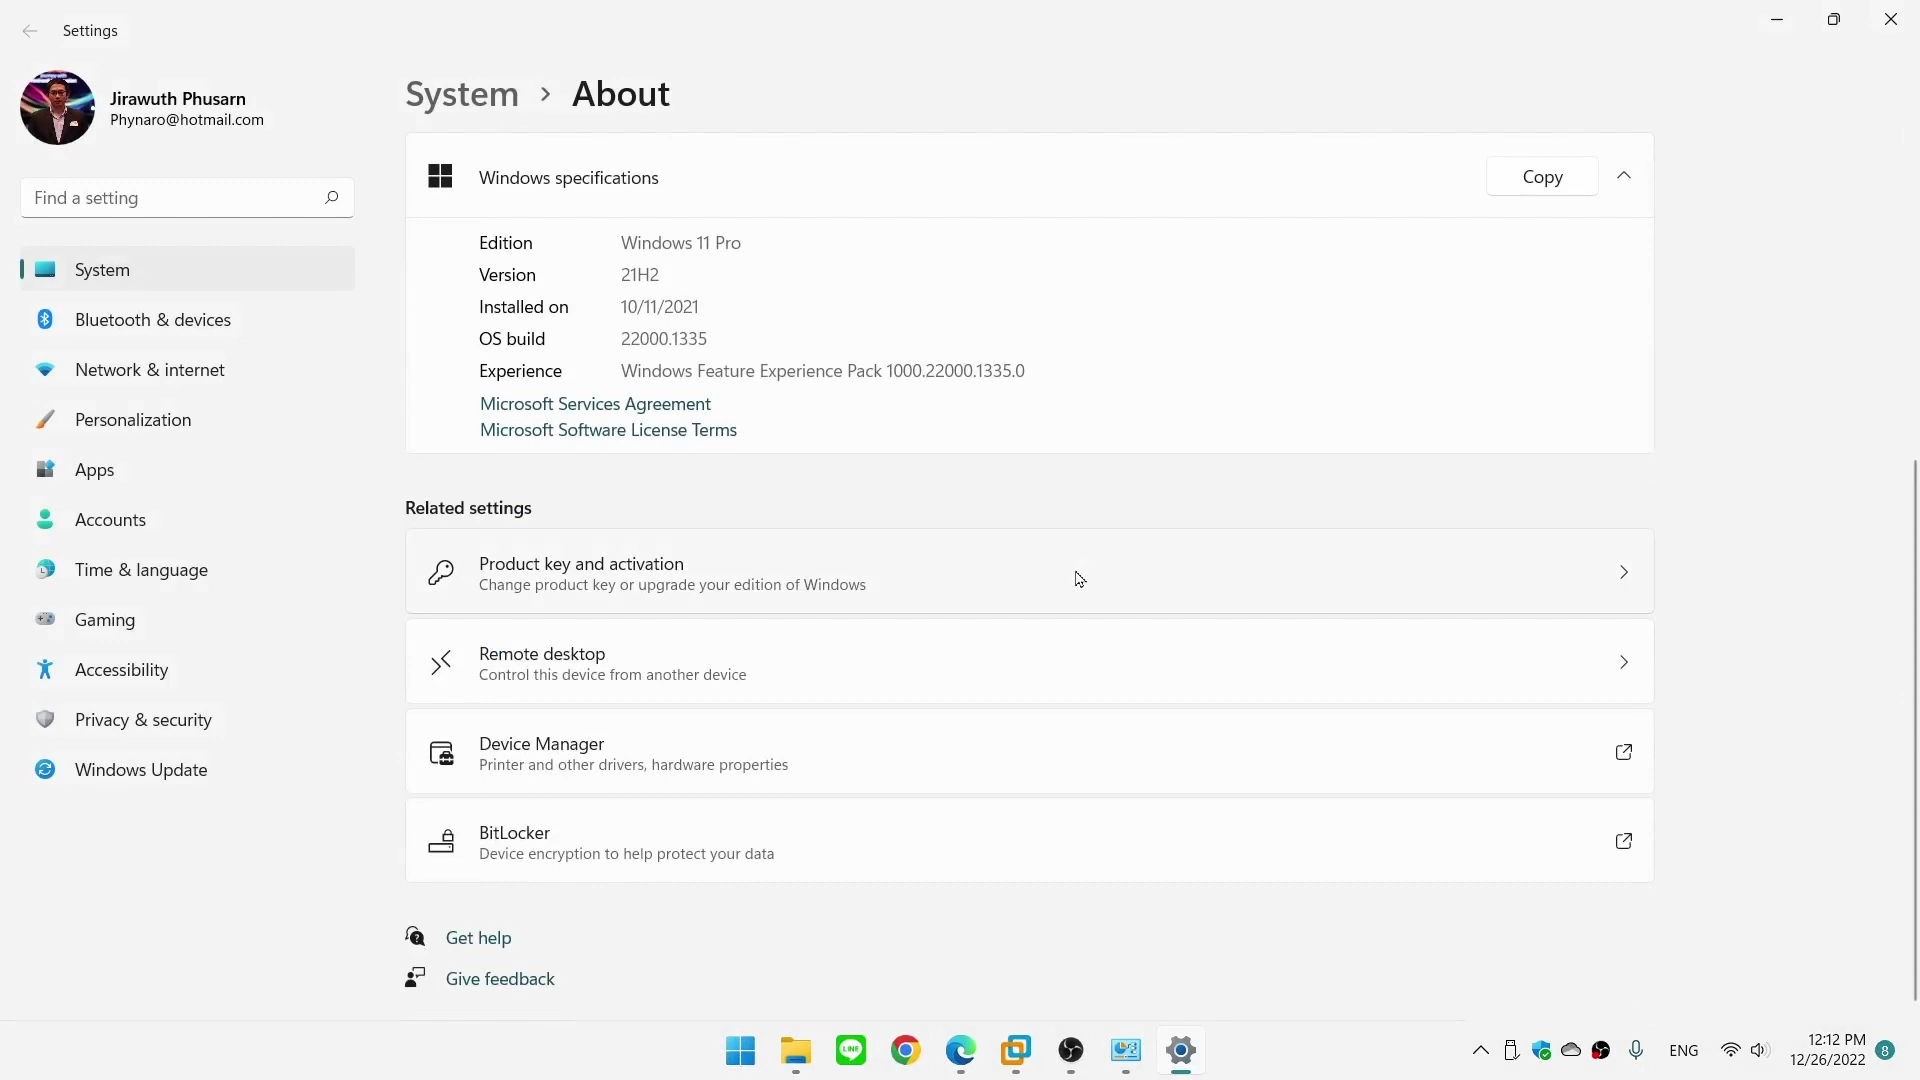 Settings
Jirawuth Phusarn
Phynaro@hotmail.com
Find a setting
System
Bluetooth & devices
Network & internet
Personalization
Apps
Accounts
Time & language
Gaming
Accessibility
Privacy & security
Windows Update
System > About
Windows specifications
Copy
Edition Windows 11 Pro
Version 21H2
Installed on 10/11/2021
OS build 22000.1335
Experience Windows Feature Experience Pack 1000.22000.1335.0
Microsoft Services Agreement
Microsoft Software License Terms
Related settings
Product key and activation
Change product key or upgrade your edition of Windows
Remote desktop
Control this device from another device
Device Manager
Printer and other drivers, hardware properties
BitLocker
Device encryption to help protect your data
Get help
Give feedback
LINE
ENG
12:12 PM
12/26/2022
8